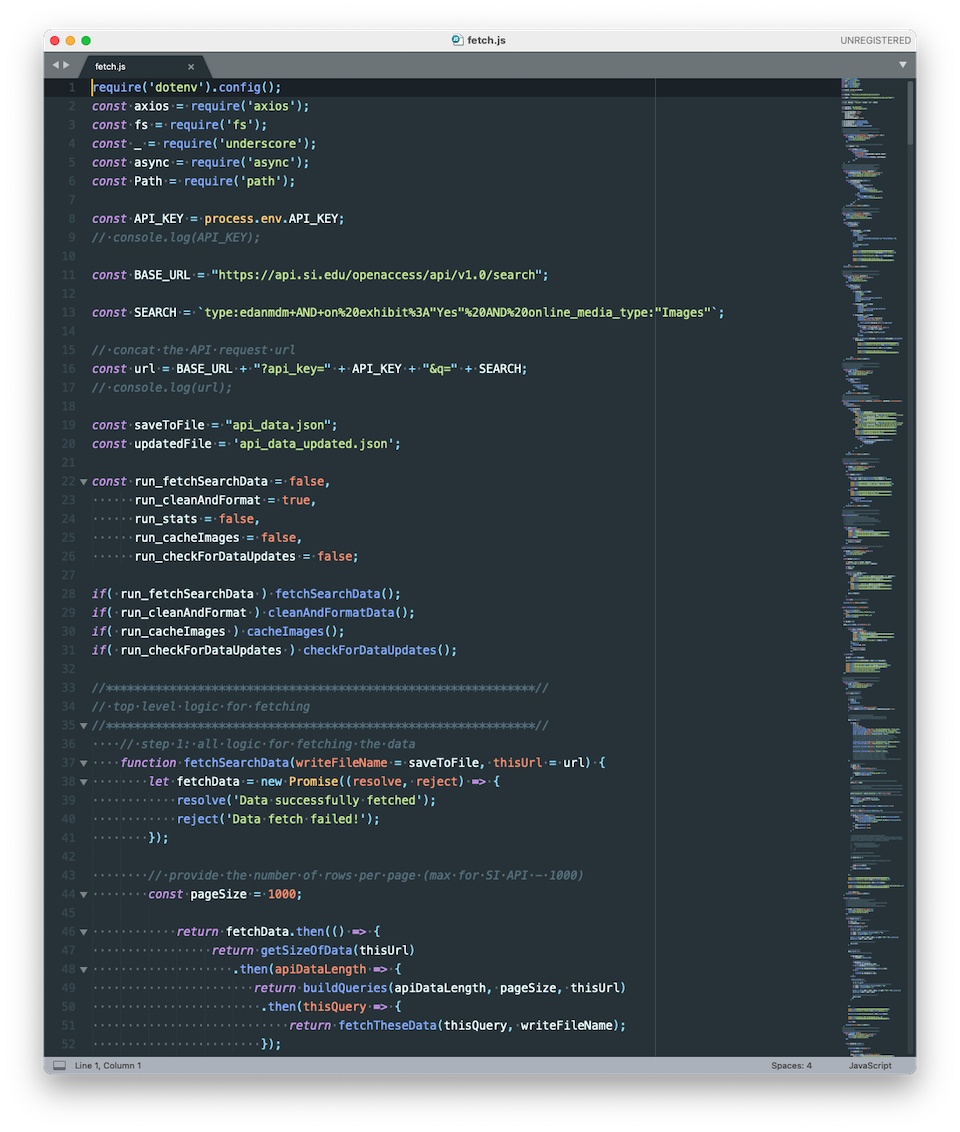 fetch.js
UNREGISTERED
fetch.js
1 require('dotenv').config();
2 const axios = require('axios');
3 const fs = require('fs');
4 const _ = require('underscore');
5 const async = require('async');
6 const Path = require('path');
7
8 const API_KEY = process.env.API_KEY;
9 // console.log(API_KEY);
10
11 const BASE_URL = "https://api.si.edu/openaccess/api/v1.0/search";
12
13 const SEARCH = `type:edanmdm+AND+on%20exhibit%3A"Yes"%20AND%20online_media_type:"Images"`;
14
15 // concat the API request url
16 const url = BASE_URL + "?api_key=" + API_KEY + "&q=" + SEARCH;
17 // console.log(url);
18
19 const saveToFile = "api_data.json";
20 const updatedFile = 'api_data_updated.json';
21
22 const run_fetchSearchData = false,
23       run_cleanAndFormat = true,
24       run_stats = false,
25       run_cacheImages = false,
26       run_checkForDataUpdates = false;
27
28 if( run_fetchSearchData ) fetchSearchData();
29 if( run_cleanAndFormat ) cleanAndFormatData();
30 if( run_cacheImages ) cacheImages();
31 if( run_checkForDataUpdates ) checkForDataUpdates();
32
33 //*************************************************************//
34 // top level logic for fetching
35 //*************************************************************//
36     // step 1: all logic for fetching the data
37     function fetchSearchData(writeFileName = saveToFile, thisUrl = url) {
38         let fetchData = new Promise((resolve, reject) => {
39             resolve('Data successfully fetched');
40             reject('Data fetch failed!');
41         });
42
43         // provide the number of rows per page (max for SI API - 1000)
44         const pageSize = 1000;
45
46             return fetchData.then(() => {
47                  return getSizeOfData(thisUrl)
48                     .then(apiDataLength => {
49                        return buildQueries(apiDataLength, pageSize, thisUrl)
50                         .then(thisQuery => {
51                             return fetchTheseData(thisQuery, writeFileName);
52                         });
Line 1, Column 1
Spaces: 4
JavaScript